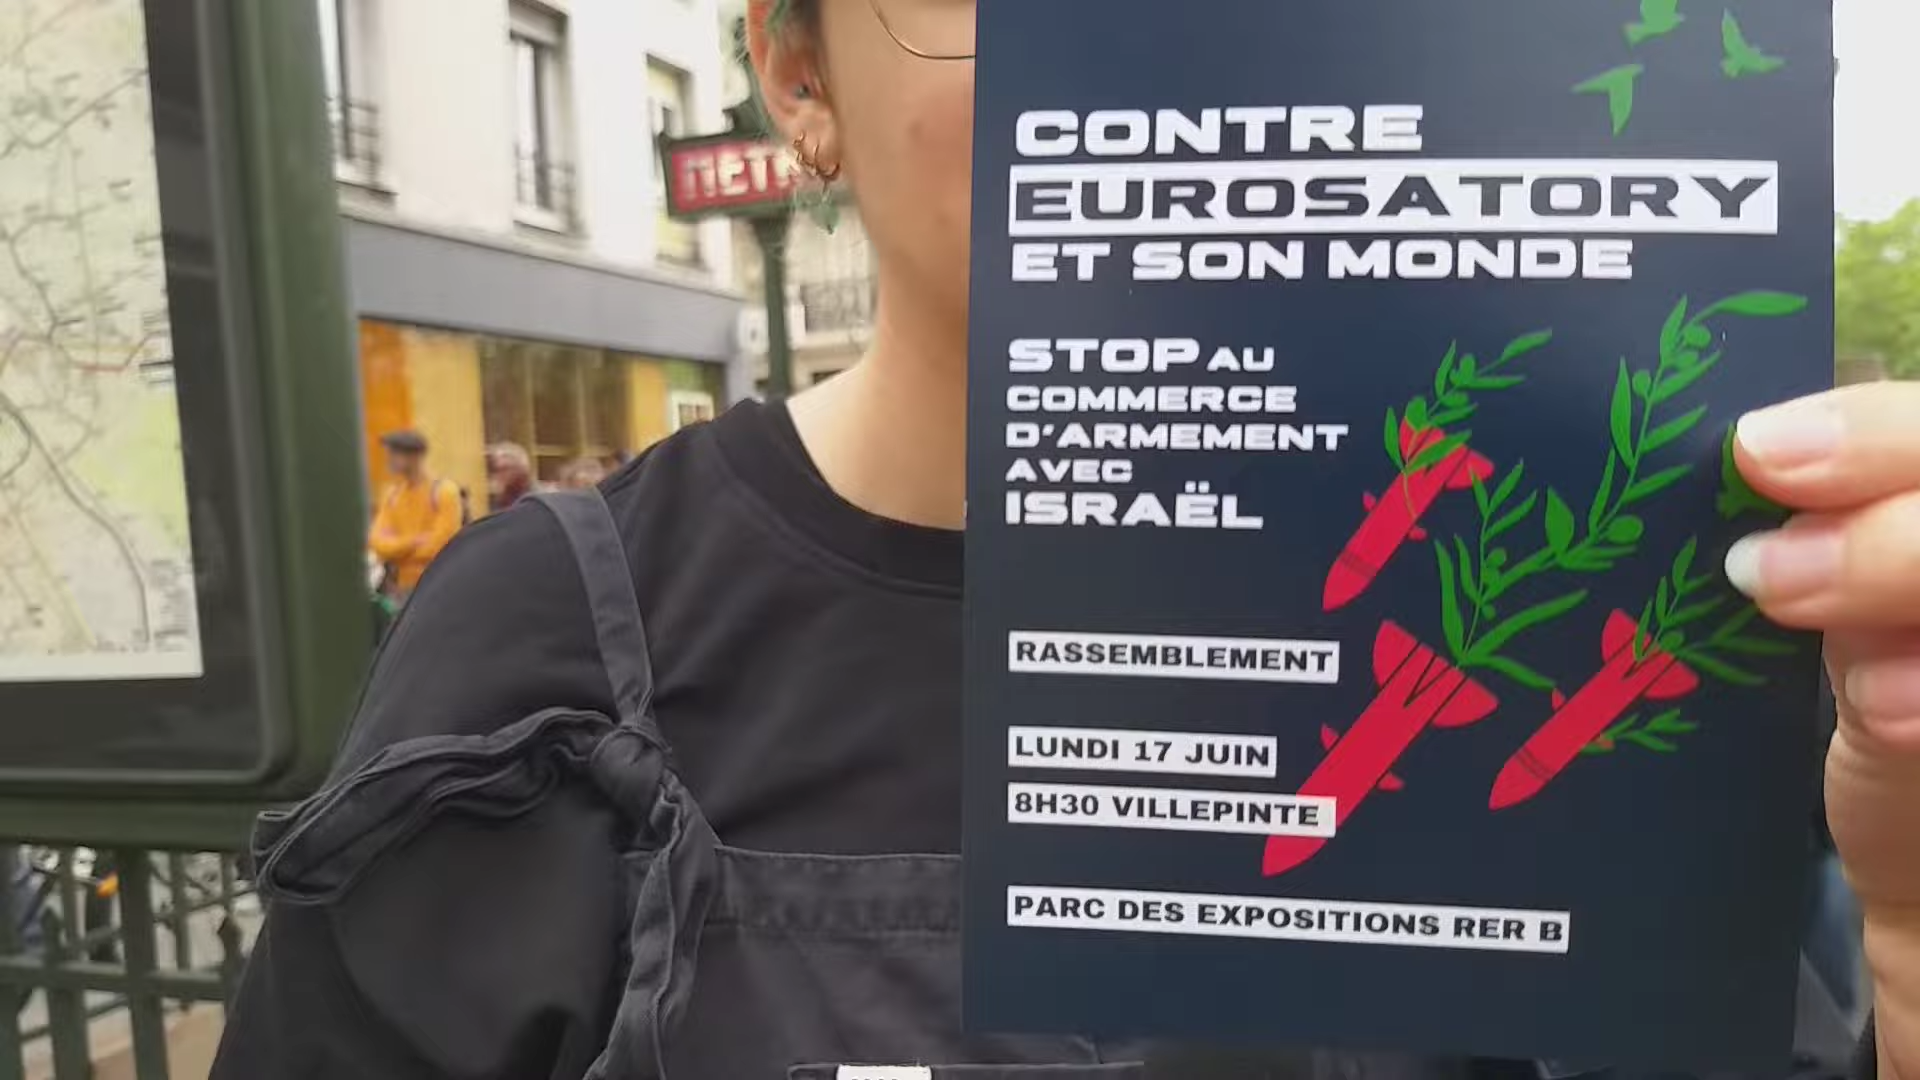 CONTRE
EUROSATORY
ET SON MONDE
STOP AU
COMMERCE
D'ARMEMENT
AVEC
ISRAËL
RASSEMBLEMENT
LUNDI 17 JUIN
8H30 VILLEPINTE
PARC DES EXPOSITIONS RER B